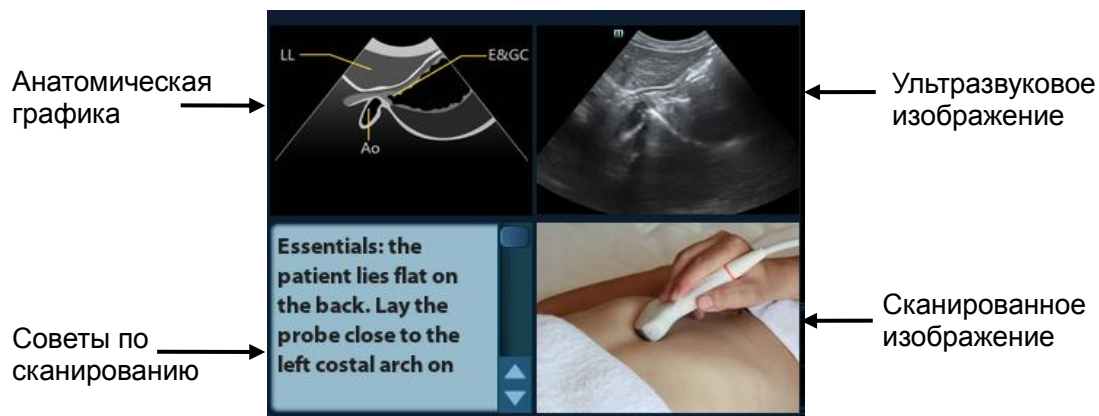 Анатомическая
графика
LL
E&GC
Ao
m
Ультразвуковое
изображение
Советы по
сканированию
Essentials: the
patient lies flat on
the back. Lay the
probe close to the
left costal arch on
Сканированное
изображение